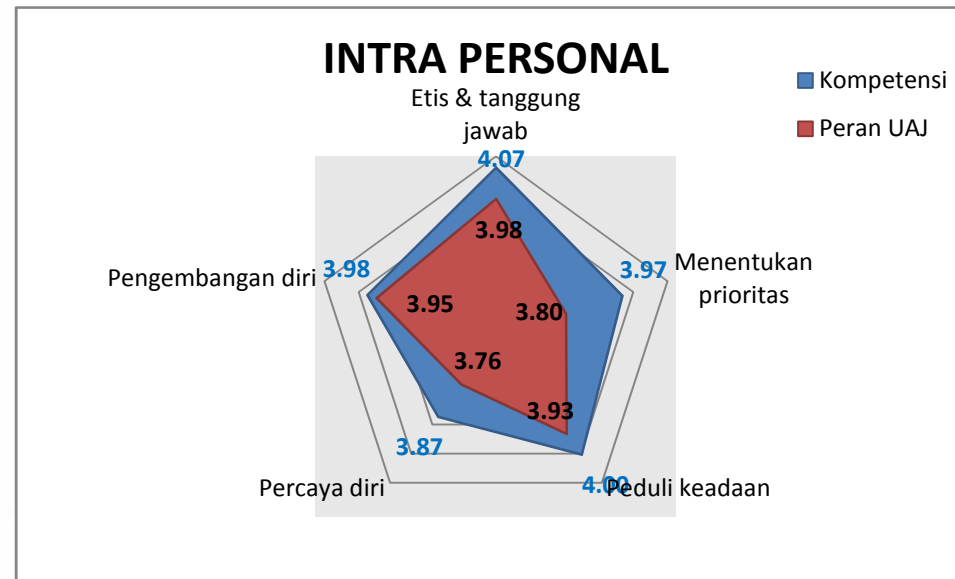 INTRA PERSONAL
Kompetensi
Peran UAJ
Etis & tanggung
jawab
4.07
3.98
Menentukan
prioritas
3.97
3.80
Peduli keadaan
4.00
3.93
Percaya diri
3.87
3.76
Pengembangan diri
3.98
3.95